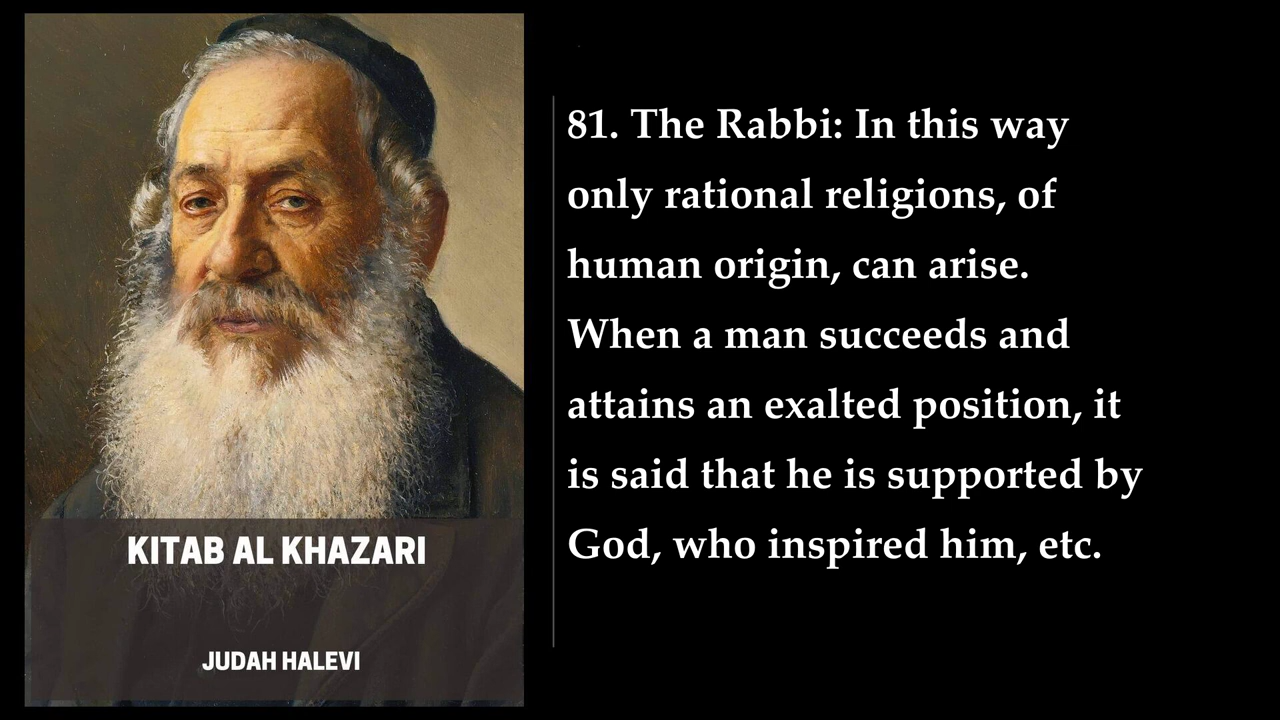 KITAB AL KHAZARI
JUDAH HALEVI
81. The Rabbi: In this way
only rational religions, of
human origin, can arise.
When a man succeeds and
attains an exalted position, it
is said that he is supported by
God, who inspired him, etc.